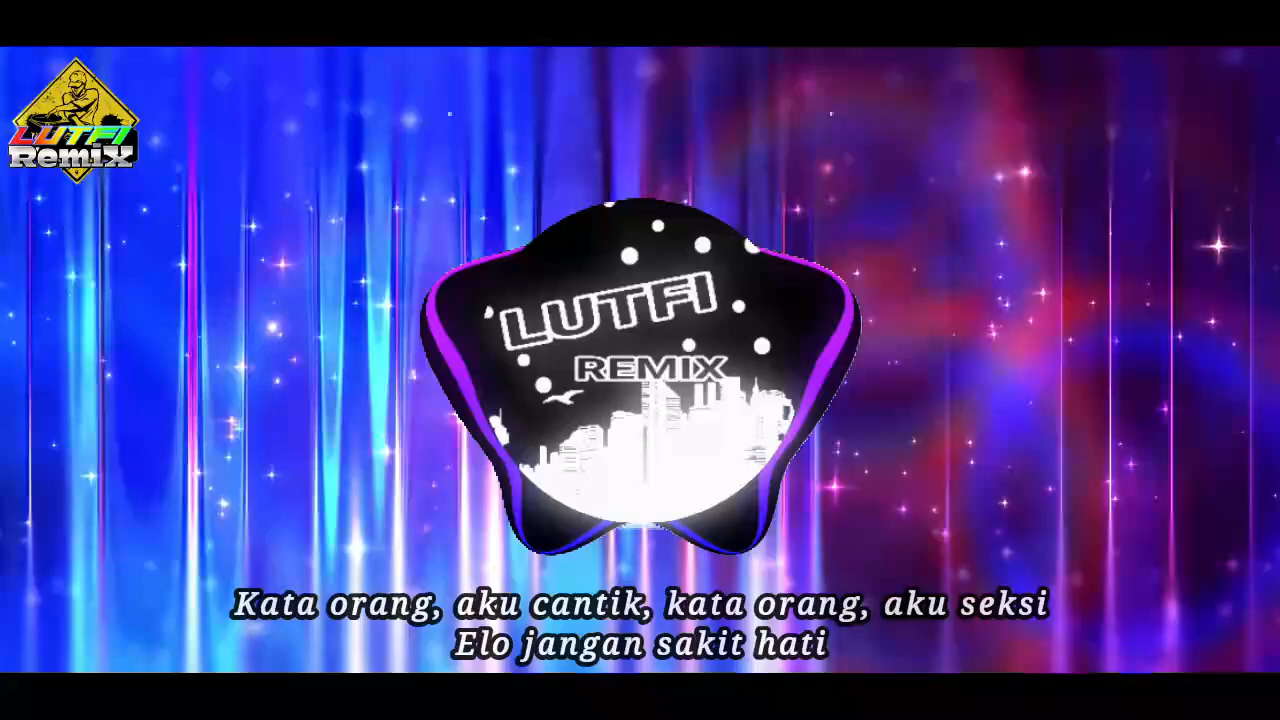 LUTFI
RemiX
LUTFI
REMIX
Kata orang, aku cantik, kata orang, aku seksi
Elo jangan sakit hati